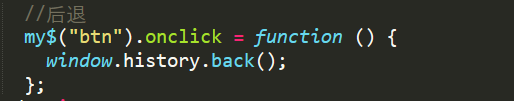 //后退
my$("btn").onclick = function () {
  window.history.back();
};